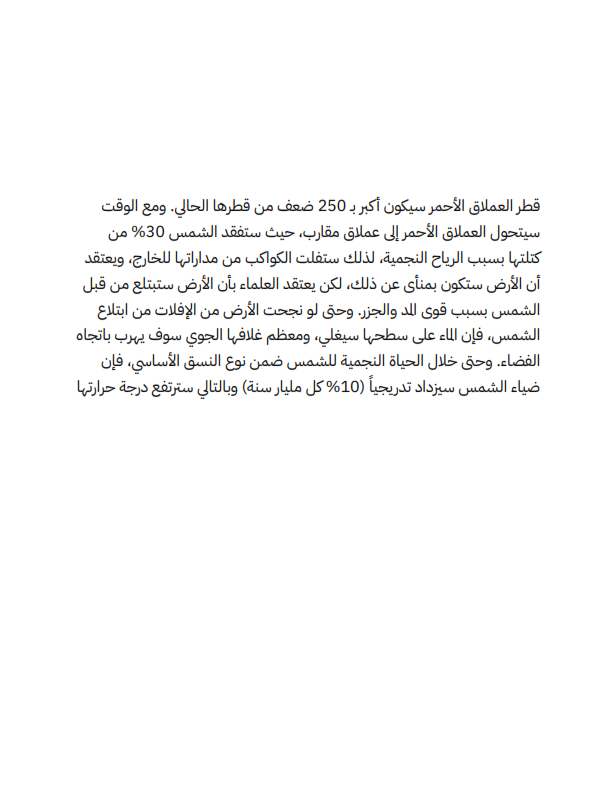 قطر العملاق الأحمر سيكون أكبر بـ 250 ضعف من قطرها الحالي. ومع الوقت
سيتحول العملاق الأحمر إلى عملاق مقارب، حيث ستفقد الشمس 30% من
كتلتها بسبب الرياح النجمية، لذلك ستفلت الكواكب من مداراتها للخارج، ويعتقد
أن الأرض ستكون بمنأى عن ذلك، لكن يعتقد العلماء بأن الأرض ستبتلع من قبل
الشمس بسبب قوى المد والجزر. وحتى لو نجحت الأرض من الإفلات من ابتلاع
الشمس، فإن الماء على سطحها سيغلي، ومعظم غلافها الجوي سوف يهرب باتجاه
الفضاء. وحتى خلال الحياة النجمية للشمس ضمن نوع النسق الأساسي، فإن
ضياء الشمس سيزداد تدريجياً (10% كل مليار سنة) وبالتالي سترتفع درجة حرارتها